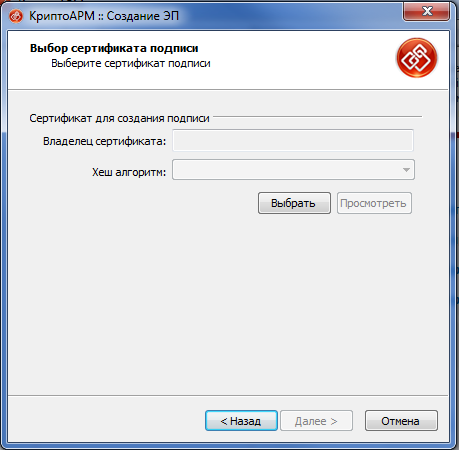 КриптоАРМ :: Создание ЭП
Выбор сертификата подписи
Выберите сертификат подписи
Сертификат для создания подписи
Владелец сертификата:
Хеш алгоритм:
Выбрать Просмотреть
< Назад Далее > Отмена